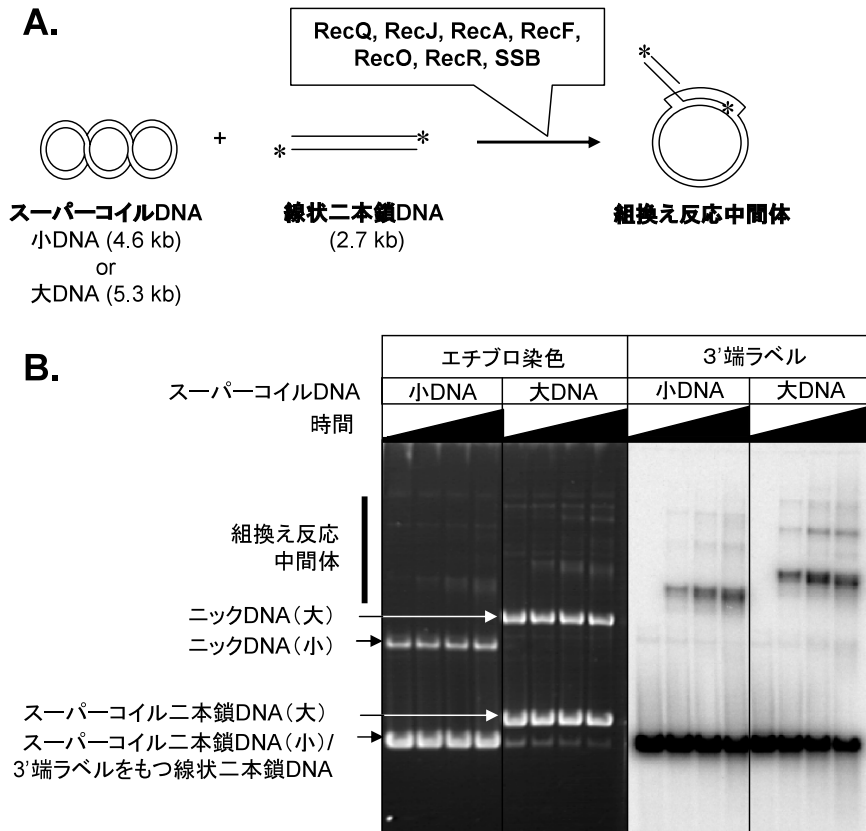 A.
RecQ, RecJ, RecA, RecF,
RecO, RecR, SSB
+
*
*
*
*
スーパーコイルDNA
小DNA (4.6 kb)
or
大DNA (5.3 kb)
線状二本鎖DNA
(2.7 kb)
組換え反応中間体
B.
エチブロ染色
3'端ラベル
スーパーコイルDNA
小DNA
大DNA
小DNA
大DNA
時間
組換え反応
中間体
ニックDNA(大)
ニックDNA(小)
スーパーコイル二本鎖DNA(大)
スーパーコイル二本鎖DNA(小)/
3'端ラベルをもつ線状二本鎖DNA